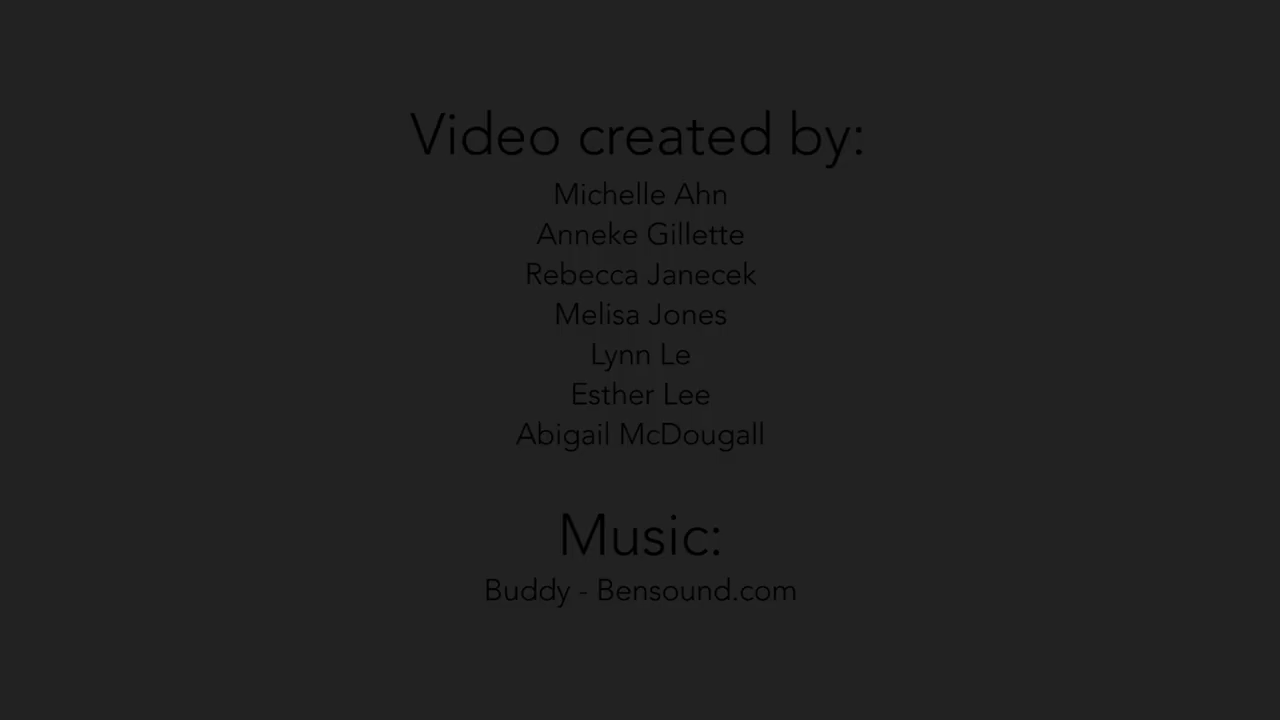 Video created by:
Michelle Ahn
Anneke Gillette
Rebecca Janecek
Melisa Jones
Lynn Le
Esther Lee
Abigail McDougall
Music:
Buddy - Bensound.com